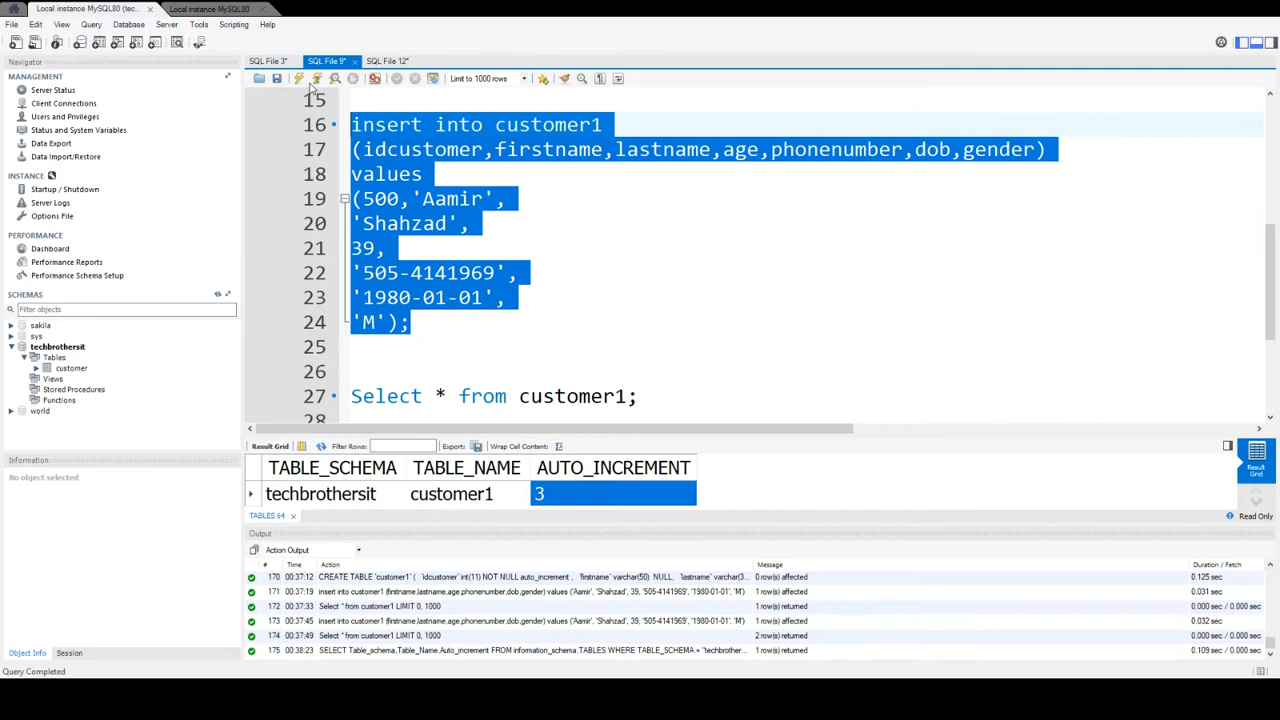 Local instance MySQL80 (tec... ×
Local instance MySQL80 ×
File Edit View Query Database Server Tools Scripting Help
Navigator
MANAGEMENT
Server Status
Client Connections
Users and Privileges
Status and System Variables
Data Export
Data Import/Restore
INSTANCE
Startup / Shutdown
Server Logs
Options File
PERFORMANCE
Dashboard
Performance Reports
Performance Schema Setup
SCHEMAS
Filter objects
sakila
sys
techbrothersit
Tables
customer
Views
Stored Procedures
Functions
world
Information
No object selected
Object Info Session
Query Completed
SQL File 3* SQL File 9* × SQL File 12*
Limit to 1000 rows
15
16 insert into customer1
17 (idcustomer,firstname,lastname,age,phonenumber,dob,gender)
18 values
19 (500,'Aamir',
20 'Shahzad',
21 39,
22 '505-4141969',
23 '1980-01-01',
24 'M');
25
26
27 Select * from customer1;
28
Result Grid Filter Rows: Export: Wrap Cell Content:
TABLE_SCHEMA TABLE_NAME AUTO_INCREMENT
techbrothersit customer1 3
Result Grid
TABLES 64 ×
Read Only
Output
Action Output
# Time Action Message Duration / Fetch
170 00:37:12 CREATE TABLE `customer1` ( `idcustomer` int(11) NOT NULL auto_increment , `firstname` varchar(50) NULL, `lastname` varchar(3... 0 row(s) affected 0.125 sec
171 00:37:19 insert into customer1 (firstname,lastname,age,phonenumber,dob,gender) values ('Aamir', 'Shahzad', 39, '505-4141969', '1980-01-01', 'M') 1 row(s) affected 0.031 sec
172 00:37:33 Select * from customer1 LIMIT 0, 1000 1 row(s) returned 0.000 sec / 0.000 sec
173 00:37:45 insert into customer1 (firstname,lastname,age,phonenumber,dob,gender) values ('Aamir', 'Shahzad', 39, '505-4141969', '1980-01-01', 'M') 1 row(s) affected 0.032 sec
174 00:37:49 Select * from customer1 LIMIT 0, 1000 2 row(s) returned 0.000 sec / 0.000 sec
175 00:38:23 SELECT Table_schema,Table_Name,Auto_increment FROM information_schema.TABLES WHERE TABLE_SCHEMA = "techbrother... 1 row(s) returned 0.109 sec / 0.000 sec